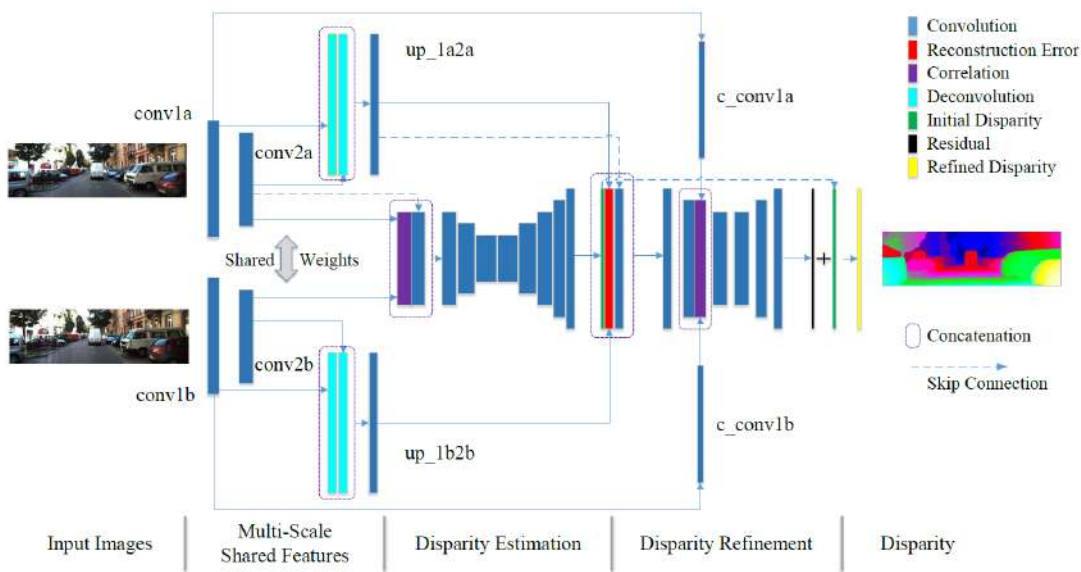 up_1a2a
conv1a
conv2a
c_conv1a
Convolution
Reconstruction Error
Correlation
Deconvolution
Initial Disparity
Residual
Refined Disparity
Shared
Weights
+
conv2b
conv1b
up_1b2b
c_conv1b
Concatenation
Skip Connection
Input Images
Multi-Scale
Shared Features
Disparity Estimation
Disparity Refinement
Disparity